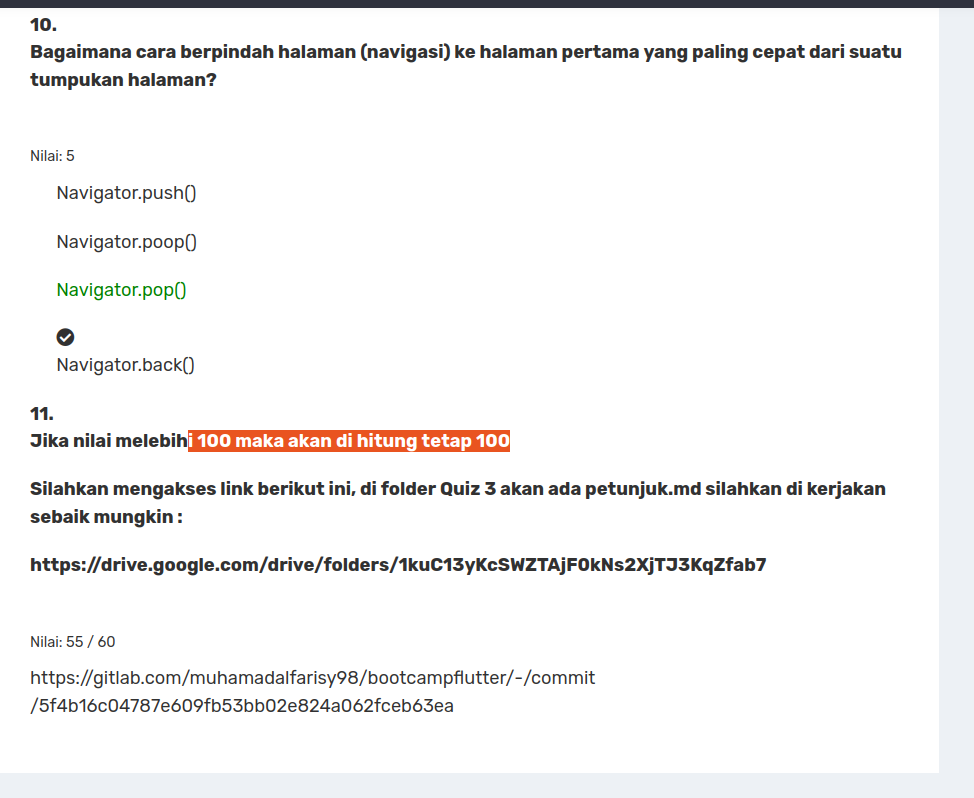 10.
Bagaimana cara berpindah halaman (navigasi) ke halaman pertama yang paling cepat dari suatu
tumpukan halaman?
Nilai: 5
Navigator.push()
Navigator.poop()
Navigator.pop()
Navigator.back()
11.
Jika nilai melebihi 100 maka akan di hitung tetap 100
Silahkan mengakses link berikut ini, di folder Quiz 3 akan ada petunjuk.md silahkan di kerjakan
sebaik mungkin :
https://drive.google.com/drive/folders/1kuC13yKcSWZTAjF0kNs2XjTJ3KqZfab7
Nilai: 55 / 60
https://gitlab.com/muhamadalfarisy98/bootcampflutter/-/commit
/5f4b16c04787e609fb53bb02e824a062fceb63ea